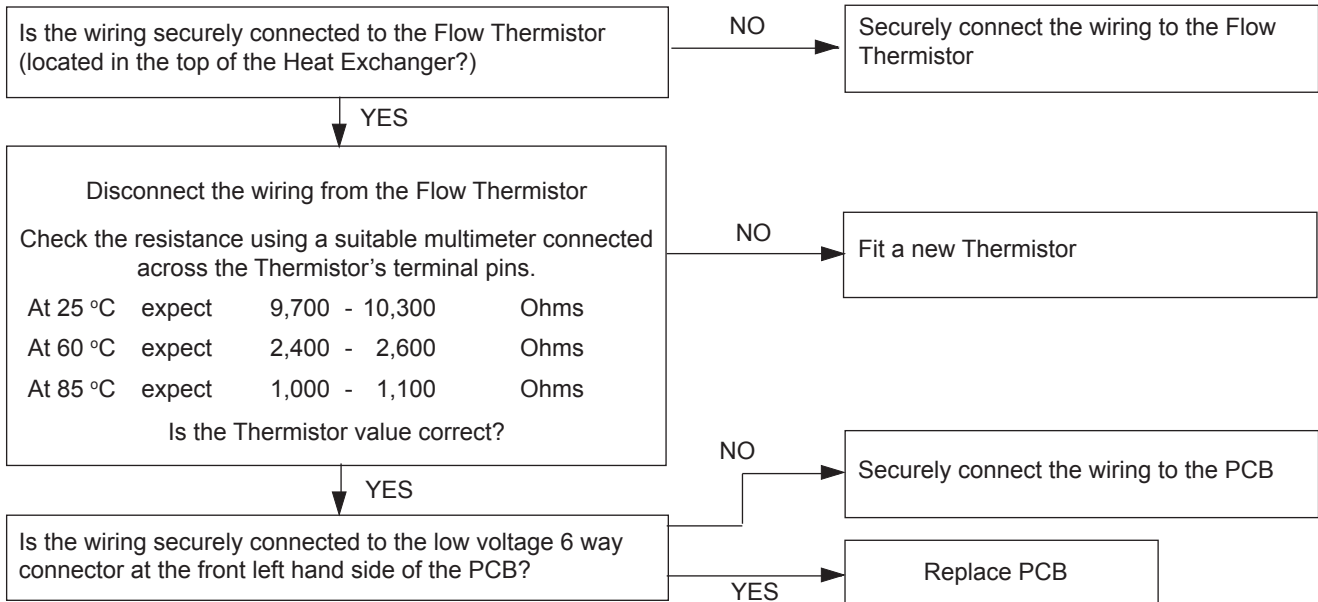 Is the wiring securely connected to the Flow Thermistor
(located in the top of the Heat Exchanger?)
NO
Securely connect the wiring to the Flow
Thermistor
YES
Disconnect the wiring from the Flow Thermistor
Check the resistance using a suitable multimeter connected
across the Thermistor’s terminal pins.
At 25 °C expect 9,700 - 10,300 Ohms
At 60 °C expect 2,400 - 2,600 Ohms
At 85 °C expect 1,000 - 1,100 Ohms
Is the Thermistor value correct?
NO
Fit a new Thermistor
YES
NO
Securely connect the wiring to the PCB
Is the wiring securely connected to the low voltage 6 way
connector at the front left hand side of the PCB?
YES
Replace PCB